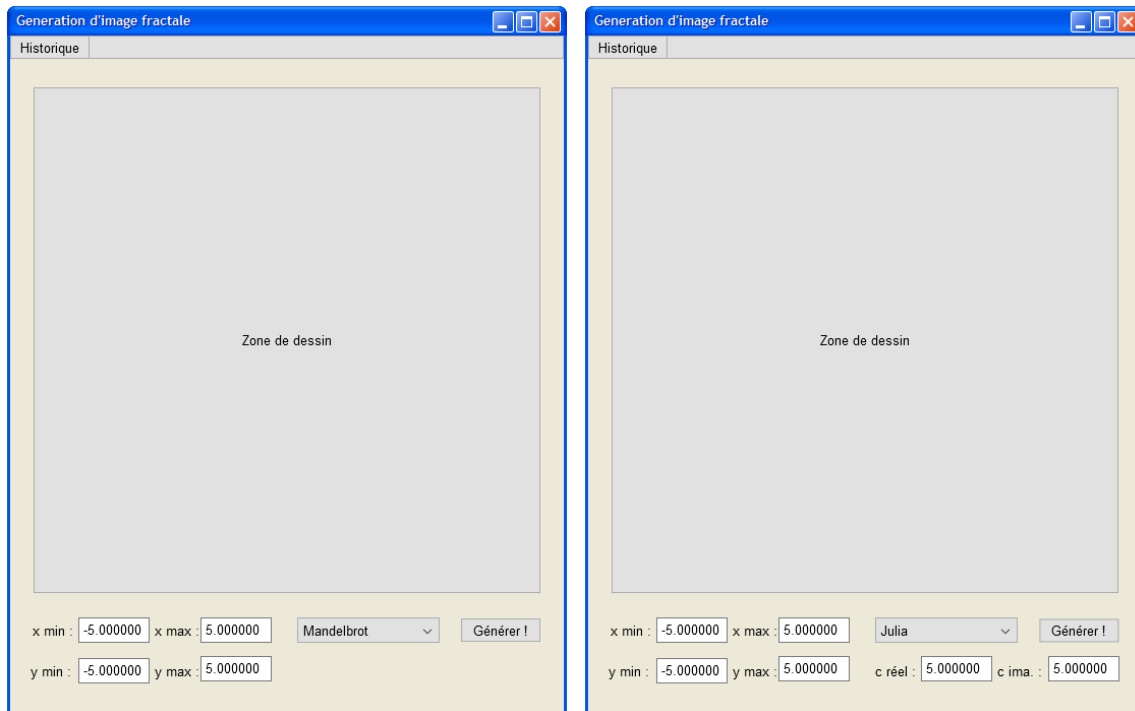 Generation d'image fractale
Historique
Zone de dessin
x min : -5.000000 x max : 5.000000 Mandelbrot Générer !
y min : -5.000000 y max : 5.000000
Generation d'image fractale
Historique
Zone de dessin
x min : -5.000000 x max : 5.000000 Julia Générer !
y min : -5.000000 y max : 5.000000 c réel : 5.000000 c ima. : 5.000000